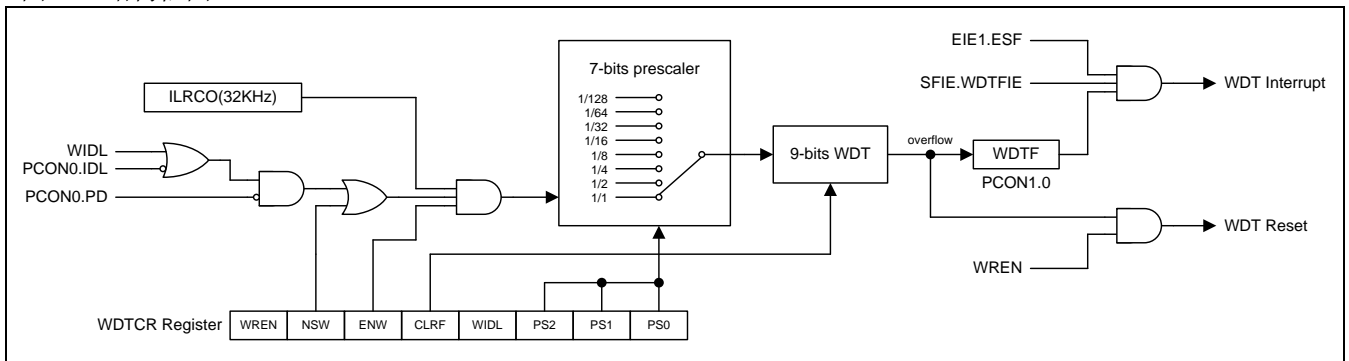 EIE1.ESF
7-bits prescaler
SFIE.WDTFIE
WDT Interrupt
ILRCO(32KHz)
1/128
1/64
1/32
1/16
1/8
1/4
1/2
1/1
WIDL
PCON0.IDL
PCON0.PD
9-bits WDT
overflow
WDTF
PCON1.0
WDT Reset
WREN
WDTCR Register WREN NSW ENW CLRF WIDL PS2 PS1 PS0